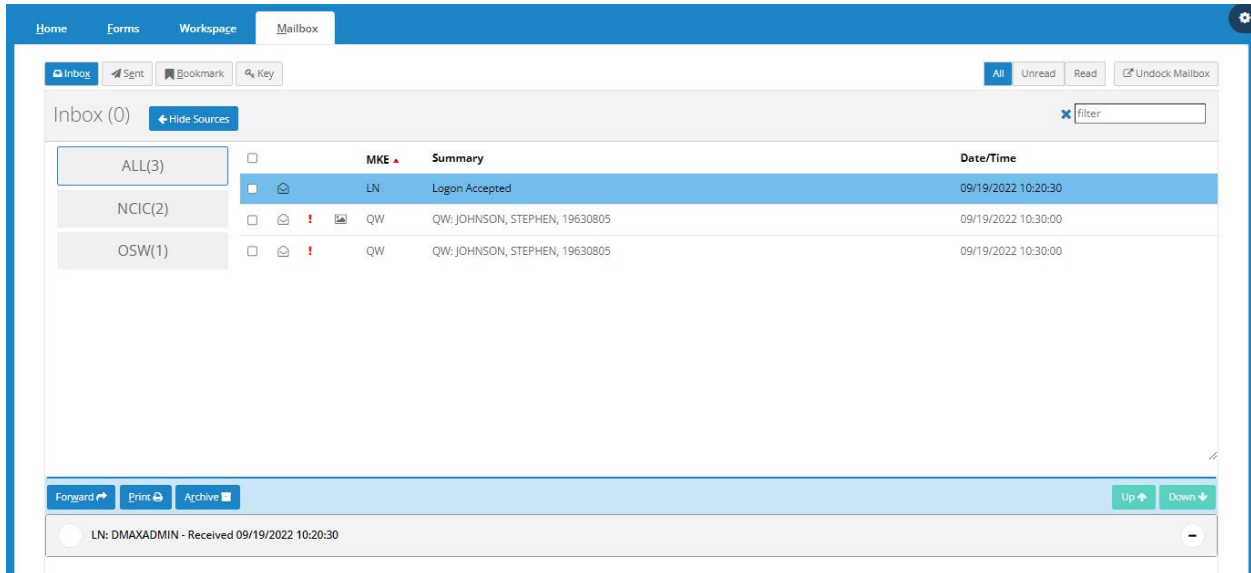 Home Forms Workspace Mailbox
Inbox Sent Bookmark Key All Unread Read Undock Mailbox
Inbox (0) Hide Sources filter
ALL(3)
NCIC(2)
OSW(1)
MKE Summary Date/Time
LN Logon Accepted 09/19/2022 10:20:30
! QW QW: JOHNSON, STEPHEN, 19630805 09/19/2022 10:30:00
! QW QW: JOHNSON, STEPHEN, 19630805 09/19/2022 10:30:00
Forward Print Archive Up Down
LN: DMAXADMIN - Received 09/19/2022 10:20:30